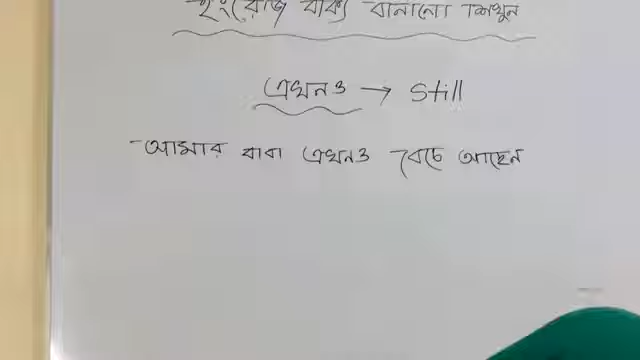 ইংরেজি বাক্য বানানো শিখুন
এখনও → Still
- আমার বাবা এখনও বেচে আছেন